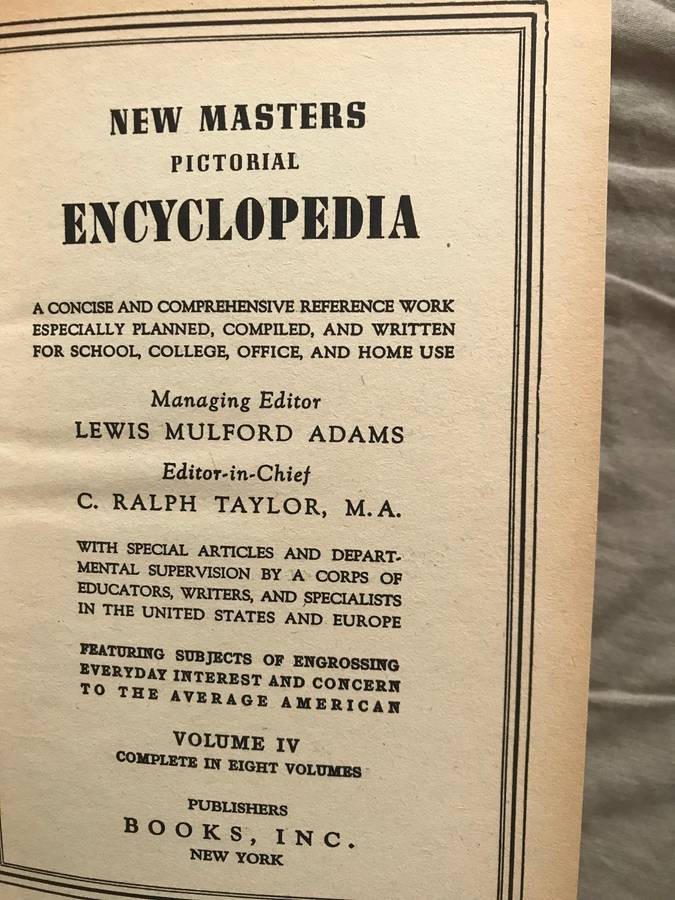 NEW MASTERS
PICTORIAL
ENCYCLOPEDIA
A CONCISE AND COMPREHENSIVE REFERENCE WORK
ESPECIALLY PLANNED, COMPILED, AND WRITTEN
FOR SCHOOL, COLLEGE, OFFICE, AND HOME USE
Managing Editor
LEWIS MULFORD ADAMS
Editor-in-Chief
C. RALPH TAYLOR, M.A.
WITH SPECIAL ARTICLES AND DEPART-
MENTAL SUPERVISION BY A CORPS OF
EDUCATORS, WRITERS, AND SPECIALISTS
IN THE UNITED STATES AND EUROPE
FEATURING SUBJECTS OF ENGROSSING
EVERYDAY INTEREST AND CONCERN
TO THE AVERAGE AMERICAN
VOLUME IV
COMPLETE IN EIGHT VOLUMES
PUBLISHERS
BOOKS, INC.
NEW YORK